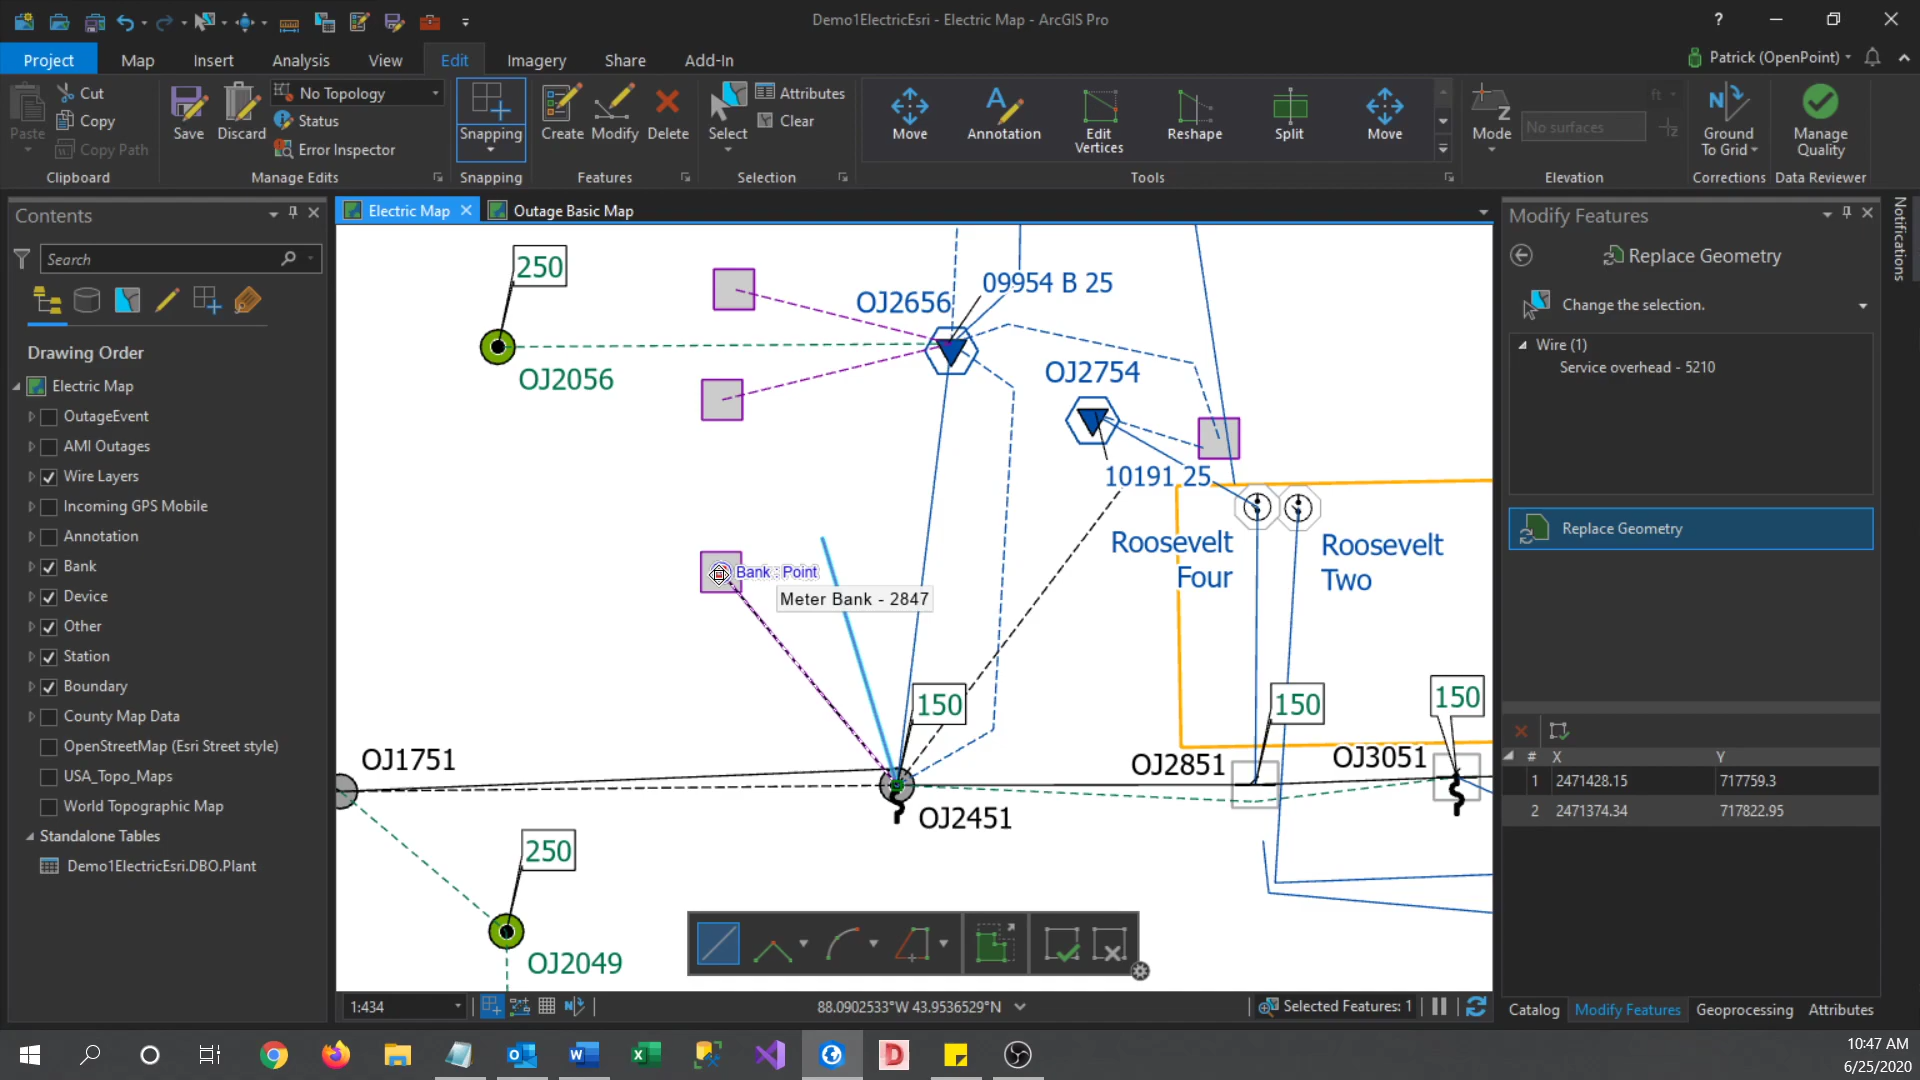 Demo1ElectricEsri - Electric Map - ArcGIS Pro
?
Project
Map
Insert
Analysis
View
Edit
Imagery
Share
Add-In
Patrick (OpenPoint)
Paste
Cut
Copy
Copy Path
Clipboard
Save
Discard
No Topology
Status
Error Inspector
Manage Edits
Snapping
Snapping
Create
Modify
Delete
Features
Select
Attributes
Clear
Selection
Move
Annotation
Edit
Vertices
Reshape
Split
Move
Tools
Mode
No surfaces
ft
Elevation
Ground
To Grid
Corrections
Manage
Quality
Data Reviewer
Contents
Search
Drawing Order
Electric Map
OutageEvent
AMI Outages
Wire Layers
Incoming GPS Mobile
Annotation
Bank
Device
Other
Station
Boundary
County Map Data
OpenStreetMap (Esri Street style)
USA_Topo_Maps
World Topographic Map
Standalone Tables
Demo1ElectricEsri.DBO.Plant
Electric Map
Outage Basic Map
250
OJ2056
OJ2656
09954 B 25
OJ2754
10191 25
Roosevelt
Four
Roosevelt
Two
Bank : Point
Meter Bank - 2847
150
150
150
OJ1751
OJ2451
OJ2851
OJ3051
250
OJ2049
1:434
88.0902533°W 43.9536529°N
Selected Features: 1
Modify Features
Replace Geometry
Change the selection.
Wire (1)
Service overhead - 5210
Replace Geometry
# X Y
1 2471428.15 717759.3
2 2471374.34 717822.95
Catalog
Modify Features
Geoprocessing
Attributes
Notifications
10:47 AM
6/25/2020